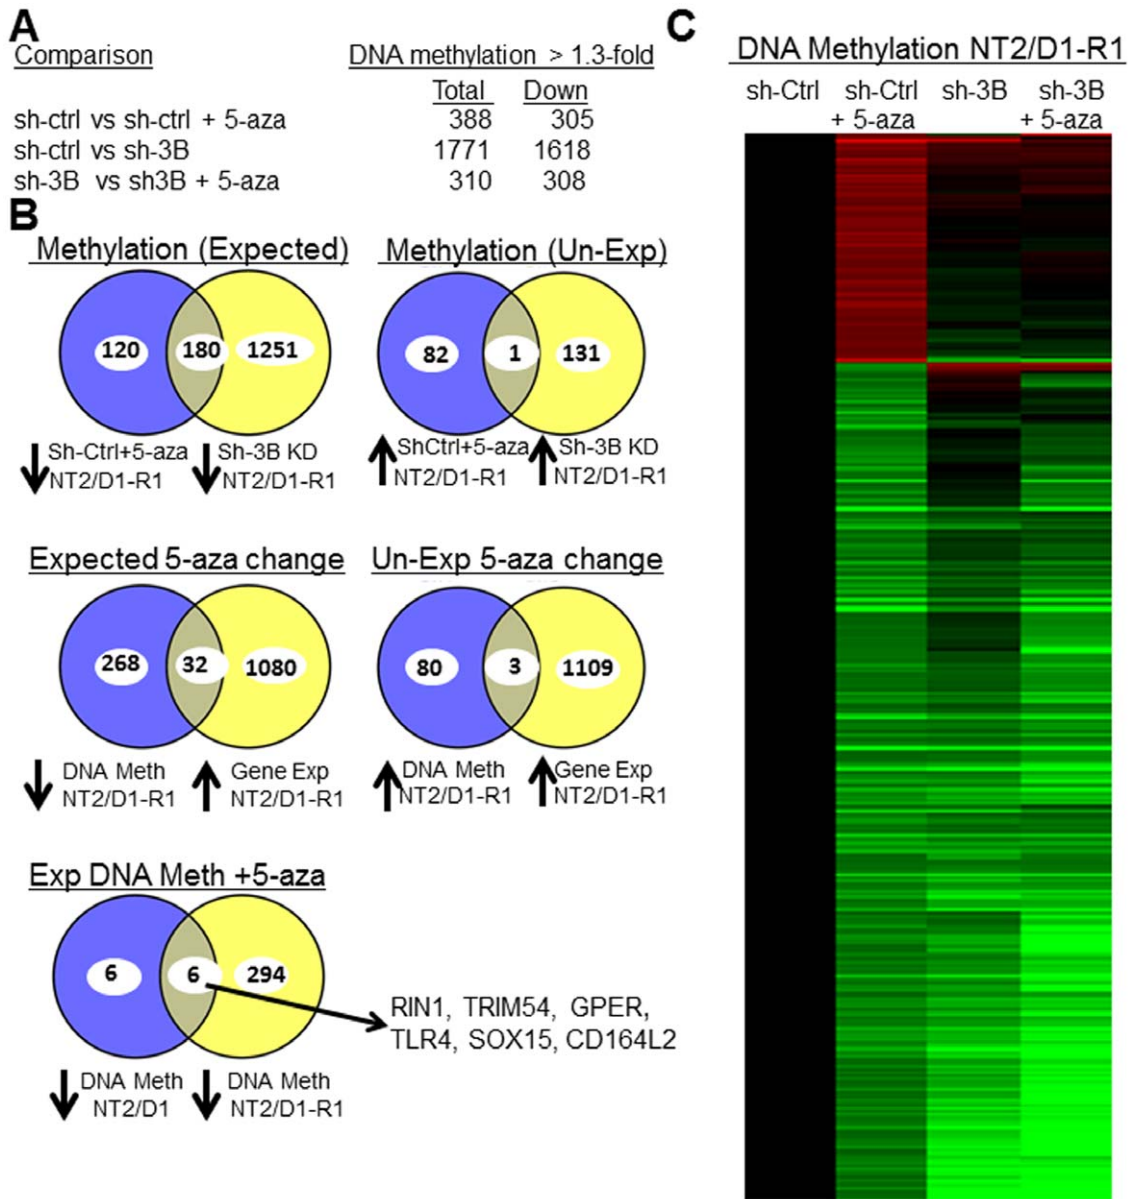 A
Comparison DNA methylation > 1.3-fold
Total Down
sh-ctrl vs sh-ctrl + 5-aza 388 305
sh-ctrl vs sh-3B 1771 1618
sh-3B vs sh3B + 5-aza 310 308
B
Methylation (Expected)
120 180 1251
Sh-Ctrl+5-aza Sh-3B KD
NT2/D1-R1 NT2/D1-R1
Methylation (Un-Exp)
82 1 131
ShCtrl+5-aza Sh-3B KD
NT2/D1-R1 NT2/D1-R1
Expected 5-aza change
268 32 1080
DNA Meth Gene Exp
NT2/D1-R1 NT2/D1-R1
Un-Exp 5-aza change
80 3 1109
DNA Meth Gene Exp
NT2/D1-R1 NT2/D1-R1
Exp DNA Meth +5-aza
6 6 294
RIN1, TRIM54, GPER,
TLR4, SOX15, CD164L2
DNA Meth DNA Meth
NT2/D1 NT2/D1-R1
C
DNA Methylation NT2/D1-R1
sh-Ctrl sh-Ctrl sh-3B sh-3B
+ 5-aza + 5-aza